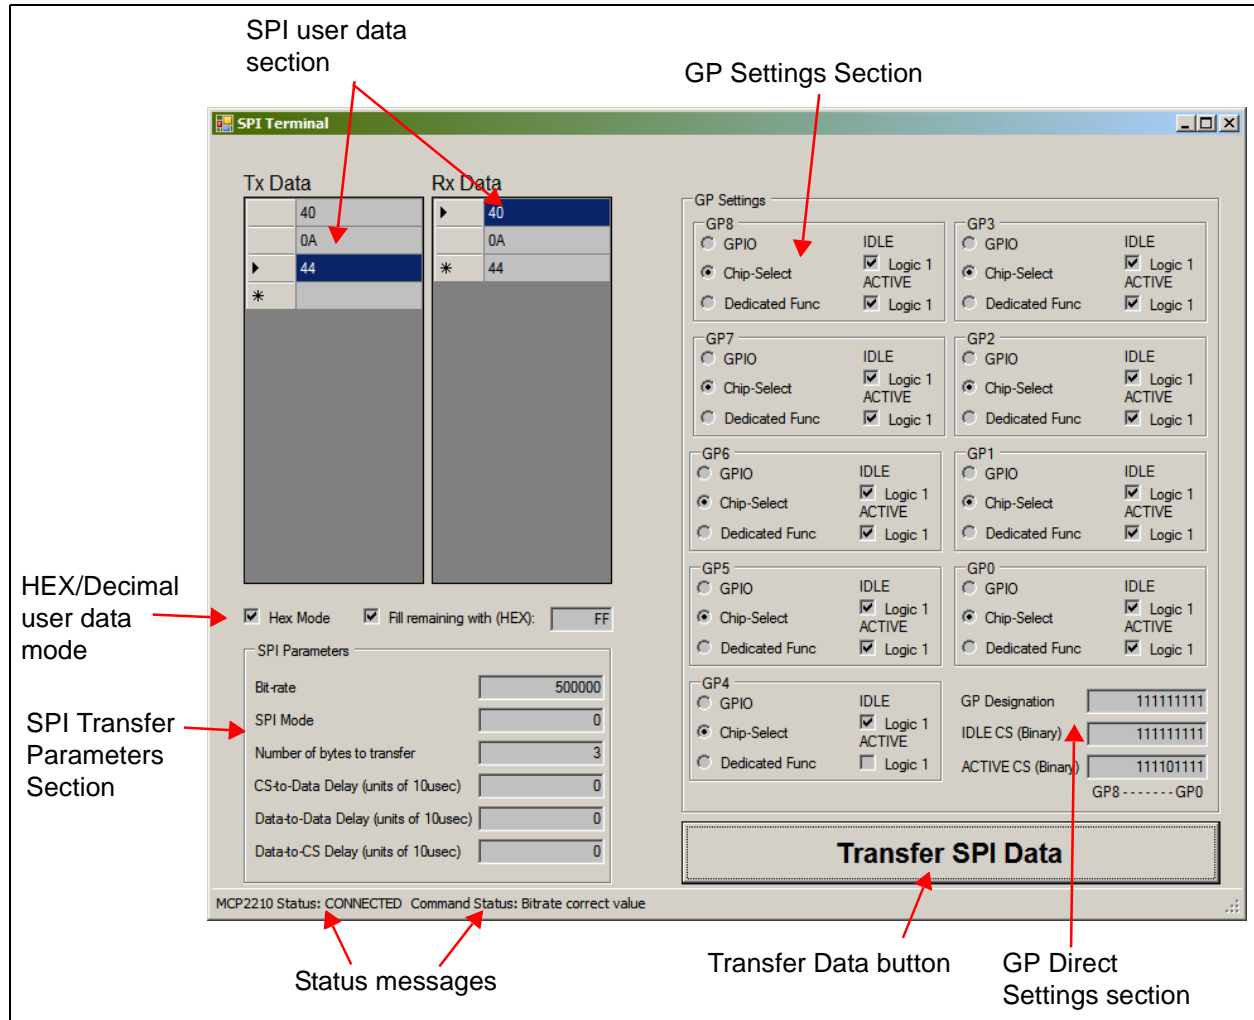 SPI user data
section
GP Settings Section
SPI Terminal
Tx Data
Rx Data
40
0A
44
40
0A
44
HEX/Decimal
user data
mode
Hex Mode
Fill remaining with (HEX):
FF
SPI Transfer
Parameters
Section
SPI Parameters
Bit-rate
500000
SPI Mode
0
Number of bytes to transfer
3
CS-to-Data Delay (units of 10usec)
0
Data-to-Data Delay (units of 10usec)
0
Data-to-CS Delay (units of 10usec)
0
GP Settings
GP8
GPIO
IDLE
Logic 1
Chip-Select
ACTIVE
Dedicated Func
Logic 1
GP7
GPIO
IDLE
Logic 1
Chip-Select
ACTIVE
Dedicated Func
Logic 1
GP6
GPIO
IDLE
Logic 1
Chip-Select
ACTIVE
Dedicated Func
Logic 1
GP5
GPIO
IDLE
Logic 1
Chip-Select
ACTIVE
Dedicated Func
Logic 1
GP4
GPIO
IDLE
Logic 1
Chip-Select
ACTIVE
Dedicated Func
Logic 1
GP3
GPIO
IDLE
Logic 1
Chip-Select
ACTIVE
Dedicated Func
Logic 1
GP2
GPIO
IDLE
Logic 1
Chip-Select
ACTIVE
Dedicated Func
Logic 1
GP1
GPIO
IDLE
Logic 1
Chip-Select
ACTIVE
Dedicated Func
Logic 1
GP0
GPIO
IDLE
Logic 1
Chip-Select
ACTIVE
Dedicated Func
Logic 1
GP Designation
111111111
IDLE CS (Binary)
111111111
ACTIVE CS (Binary)
111101111
GP8-------GP0
Transfer SPI Data
MCP2210 Status: CONNECTED Command Status: Bitrate correct value
Status messages
Transfer Data button
GP Direct
Settings section